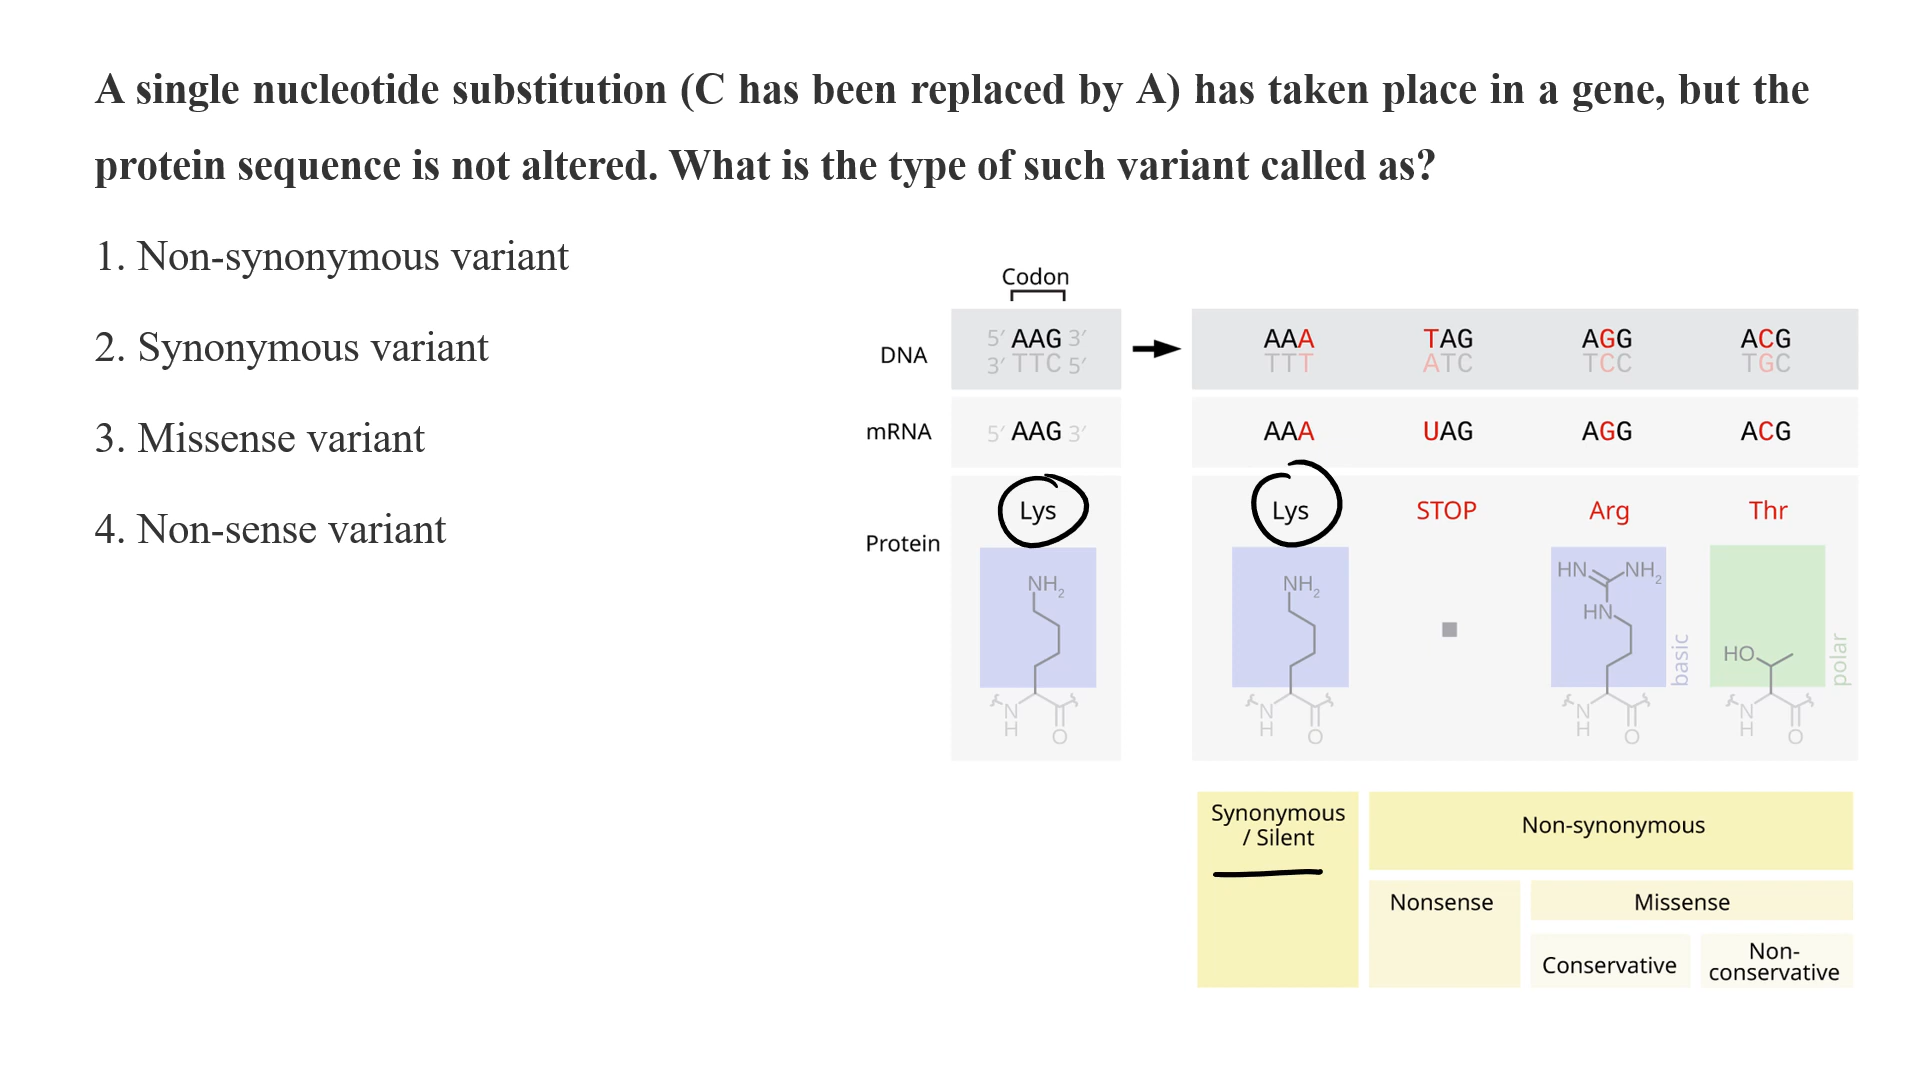 A single nucleotide substitution (C has been replaced by A) has taken place in a gene, but the
protein sequence is not altered. What is the type of such variant called as?
1. Non-synonymous variant
2. Synonymous variant
3. Missense variant
4. Non-sense variant
Codon
DNA
5′ AAG 3′
3′ TTC 5′
AAA TAG AGG ACG
TTT ATC TCC TGC
mRNA
5′ AAG 3′
AAA UAG AGG ACG
Protein
Lys
Lys STOP Arg Thr
NH2
NH2
HN NH2
HN
HO
basic
polar
N
H
O
N
H
O
N
H
O
N
H
O
Synonymous
/ Silent
Non-synonymous
Nonsense
Missense
Conservative
Non-
conservative